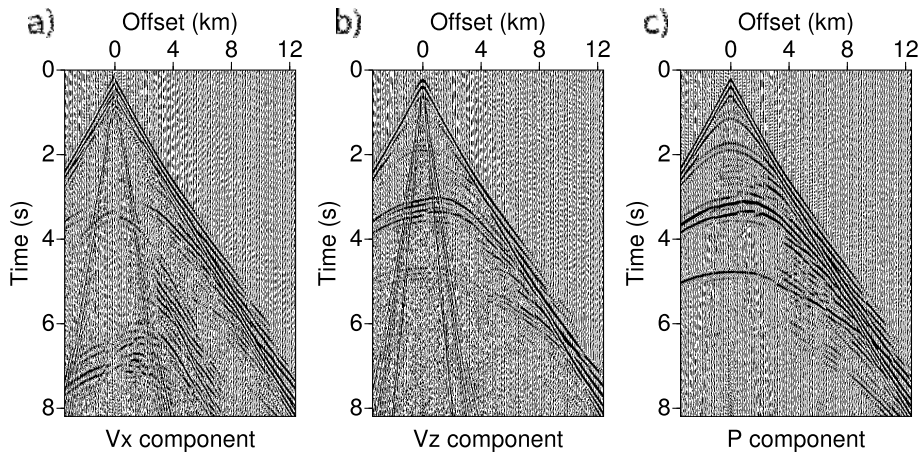 a) Offset (km) b) Offset (km) c) Offset (km)
0 4 8 12 0 4 8 12 0 4 8 12
0 0 0
2 2 2
4 4 4
6 6 6
8 8 8
Time (s) Time (s) Time (s)
Vx component Vz component P component